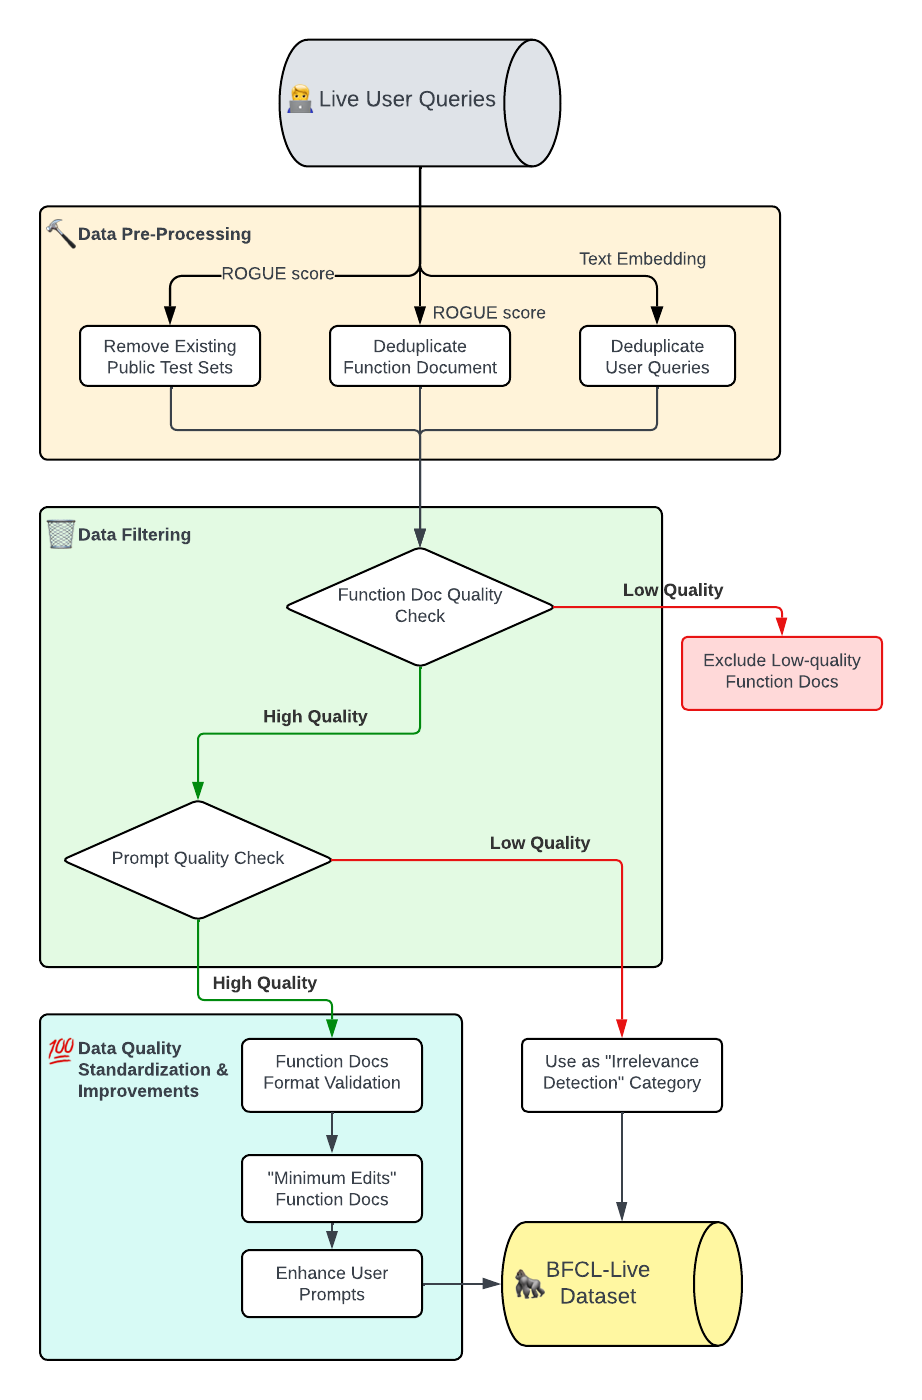 Live User Queries
Data Pre-Processing
Text Embedding
ROGUE score
ROGUE score
Remove Existing
Public Test Sets
Deduplicate
Function Document
Deduplicate
User Queries
Data Filtering
Function Doc Quality
Check
Low Quality
Exclude Low-quality
Function Docs
High Quality
Prompt Quality Check
Low Quality
High Quality
Data Quality
Standardization &
Improvements
Function Docs
Format Validation
Use as "Irrelevance
Detection" Category
"Minimum Edits"
Function Docs
Enhance User
Prompts
BFCL-Live
Dataset